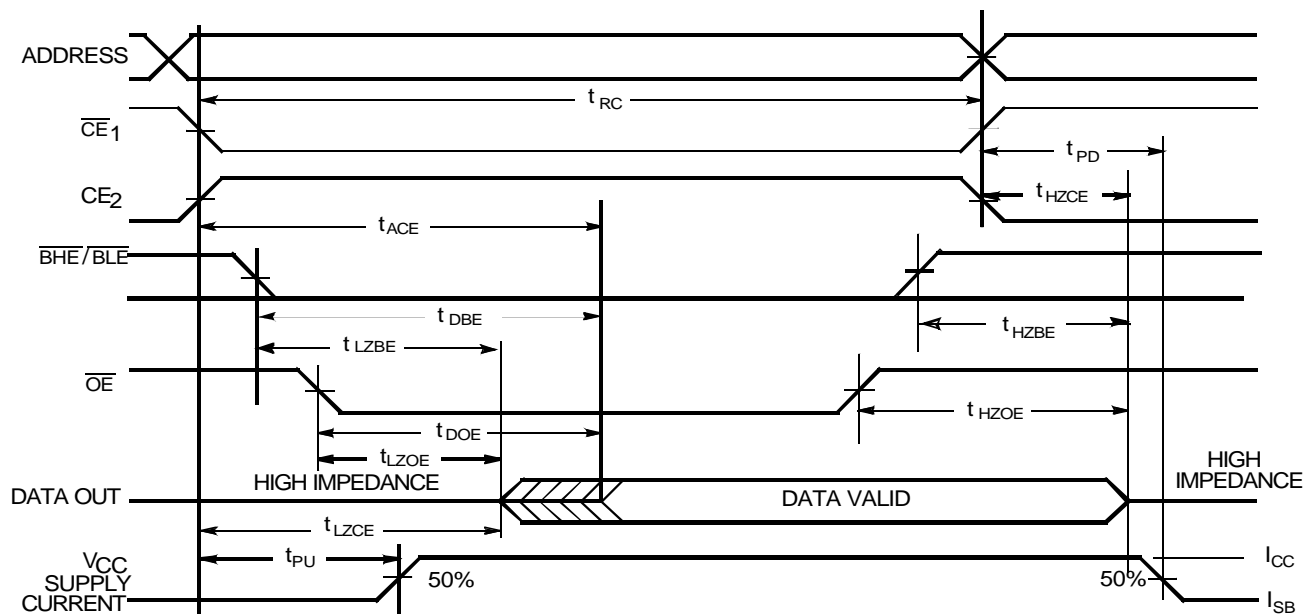 ADDRESS
t RC
CE1
t PD
CE2
t HZCE
t ACE
BHE/BLE
t DBE
t HZBE
t LZBE
OE
t HZOE
t DOE
t LZOE
HIGH IMPEDANCE
HIGH
IMPEDANCE
DATA OUT
DATA VALID
t LZCE
VCC
SUPPLY
CURRENT
t PU
50%
50%
ICC
ISB